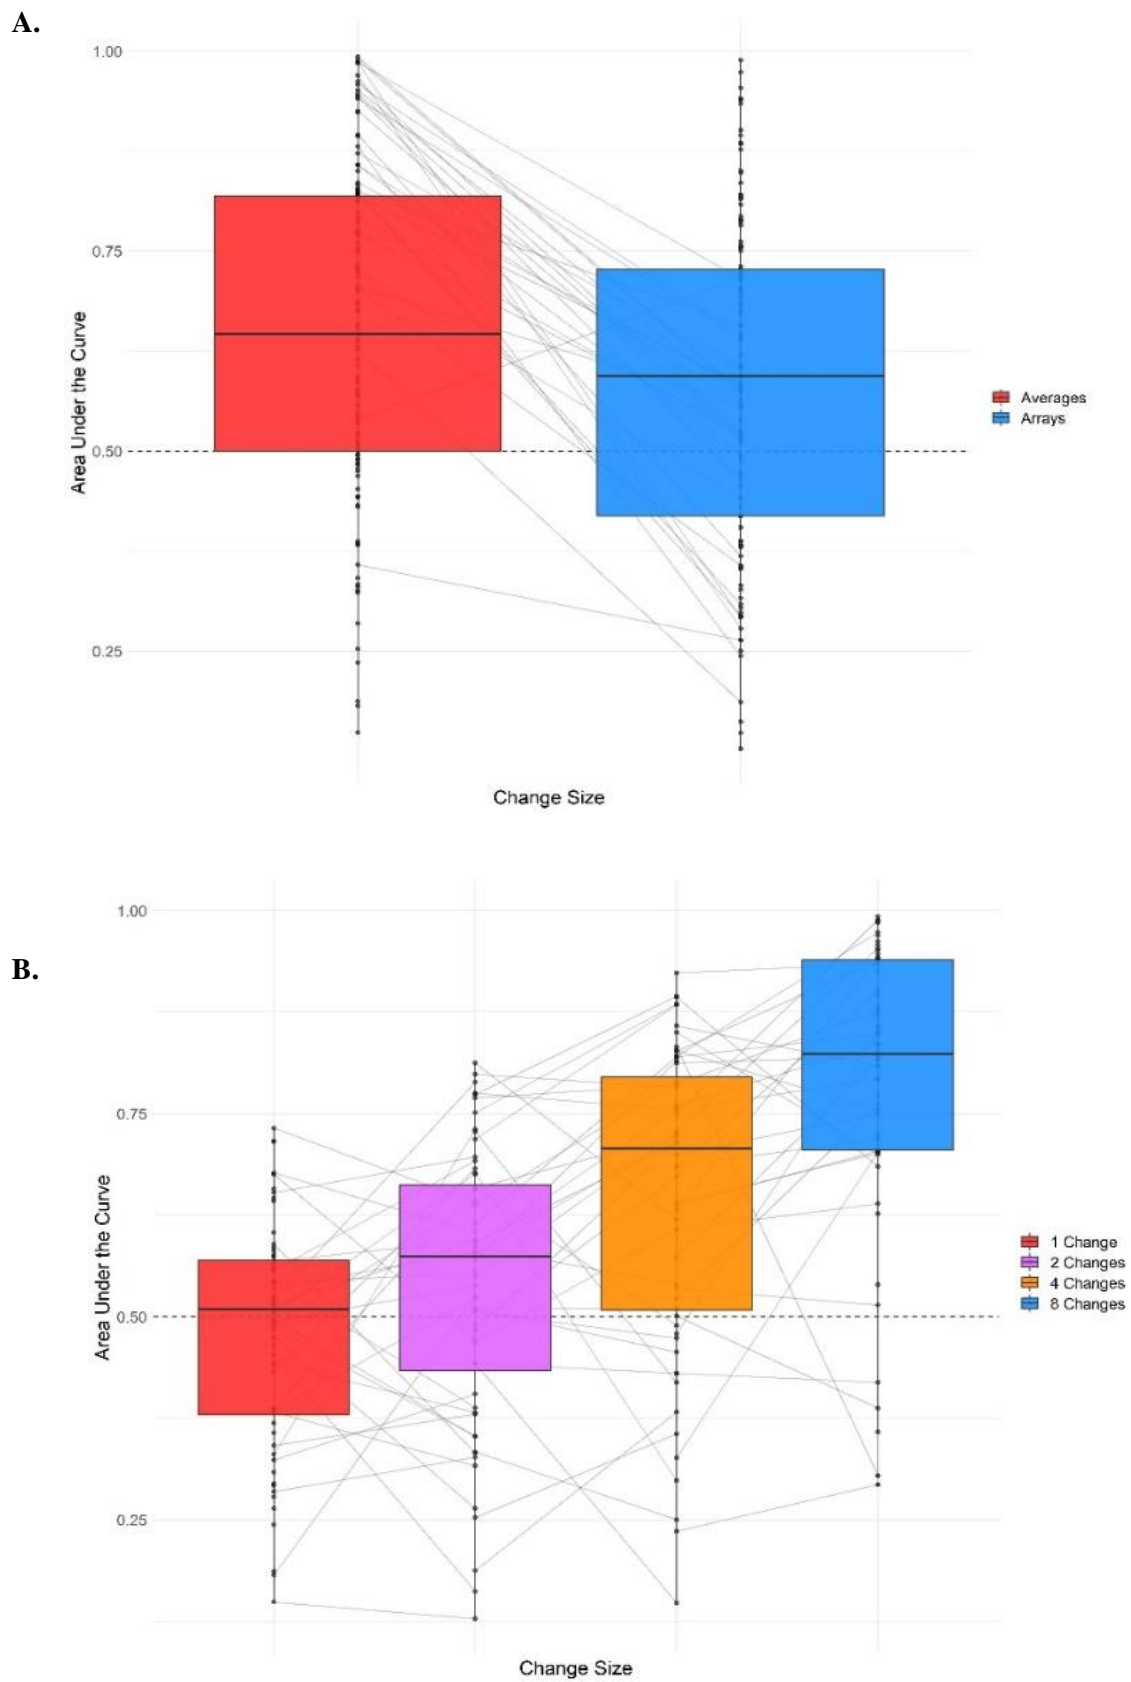 A.
1.00
0.75
0.50
0.25
Area Under the Curve
Change Size
Averages
Arrays
B.
1.00
0.75
0.50
0.25
Area Under the Curve
Change Size
1 Change
2 Changes
4 Changes
8 Changes